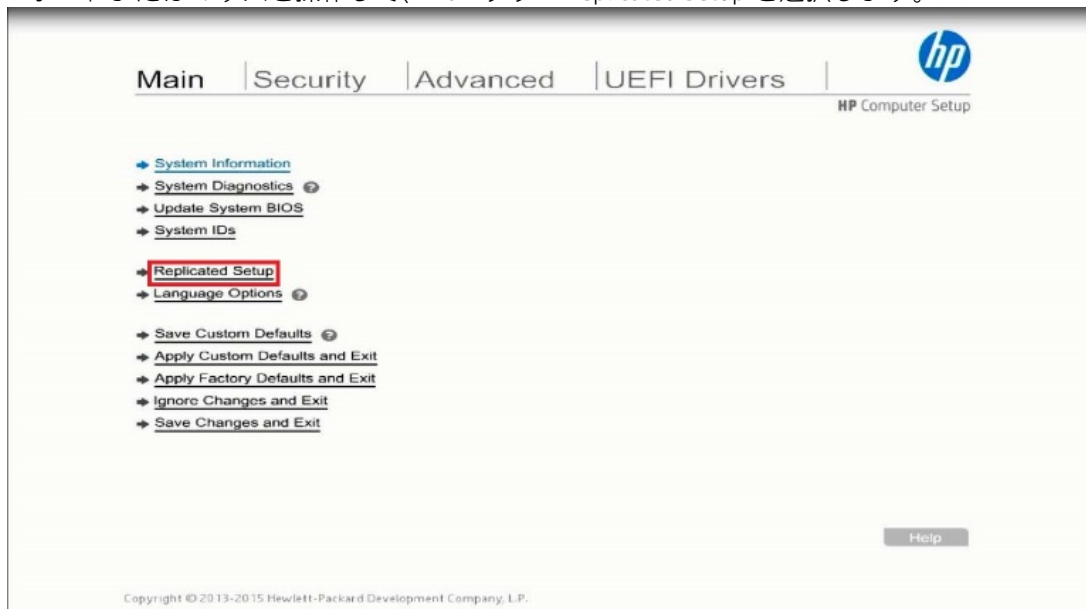 Main Security Advanced UEFI Drivers
hp
HP Computer Setup
System Information
System Diagnostics ?
Update System BIOS
System IDs
Replicated Setup
Language Options ?
Save Custom Defaults ?
Apply Custom Defaults and Exit
Apply Factory Defaults and Exit
Ignore Changes and Exit
Save Changes and Exit
Help
Copyright © 2013-2015 Hewlett-Packard Development Company, L.P.